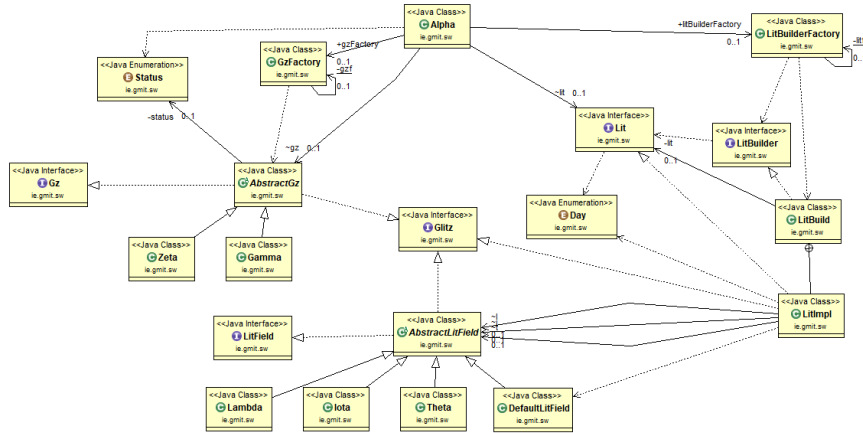 <<Java Class>>
Alpha
ie.gmit.sw
+gzFactory
0..1
+litBuilderFactory
0..1
<<Java Class>>
LitBuilderFactory
ie.gmit.sw
0..1
<<Java Class>>
GzFactory
ie.gmit.sw
-gzf
0..1
<<Java Enumeration>>
Status
ie.gmit.sw
-status 0..1
~gz 0..1
~lit 0..1
<<Java Interface>>
Lit
ie.gmit.sw
-lit
0..1
<<Java Interface>>
LitBuilder
ie.gmit.sw
<<Java Interface>>
Gz
ie.gmit.sw
<<Java Class>>
AbstractGz
ie.gmit.sw
<<Java Interface>>
Glitz
ie.gmit.sw
<<Java Enumeration>>
Day
ie.gmit.sw
<<Java Class>>
LitBuild
ie.gmit.sw
<<Java Class>>
Zeta
ie.gmit.sw
<<Java Class>>
Gamma
ie.gmit.sw
<<Java Interface>>
LitField
ie.gmit.sw
<<Java Class>>
AbstractLitField
ie.gmit.sw
0..1
<<Java Class>>
LitImpl
ie.gmit.sw
<<Java Class>>
Lambda
ie.gmit.sw
<<Java Class>>
Iota
ie.gmit.sw
<<Java Class>>
Theta
ie.gmit.sw
<<Java Class>>
DefaultLitField
ie.gmit.sw